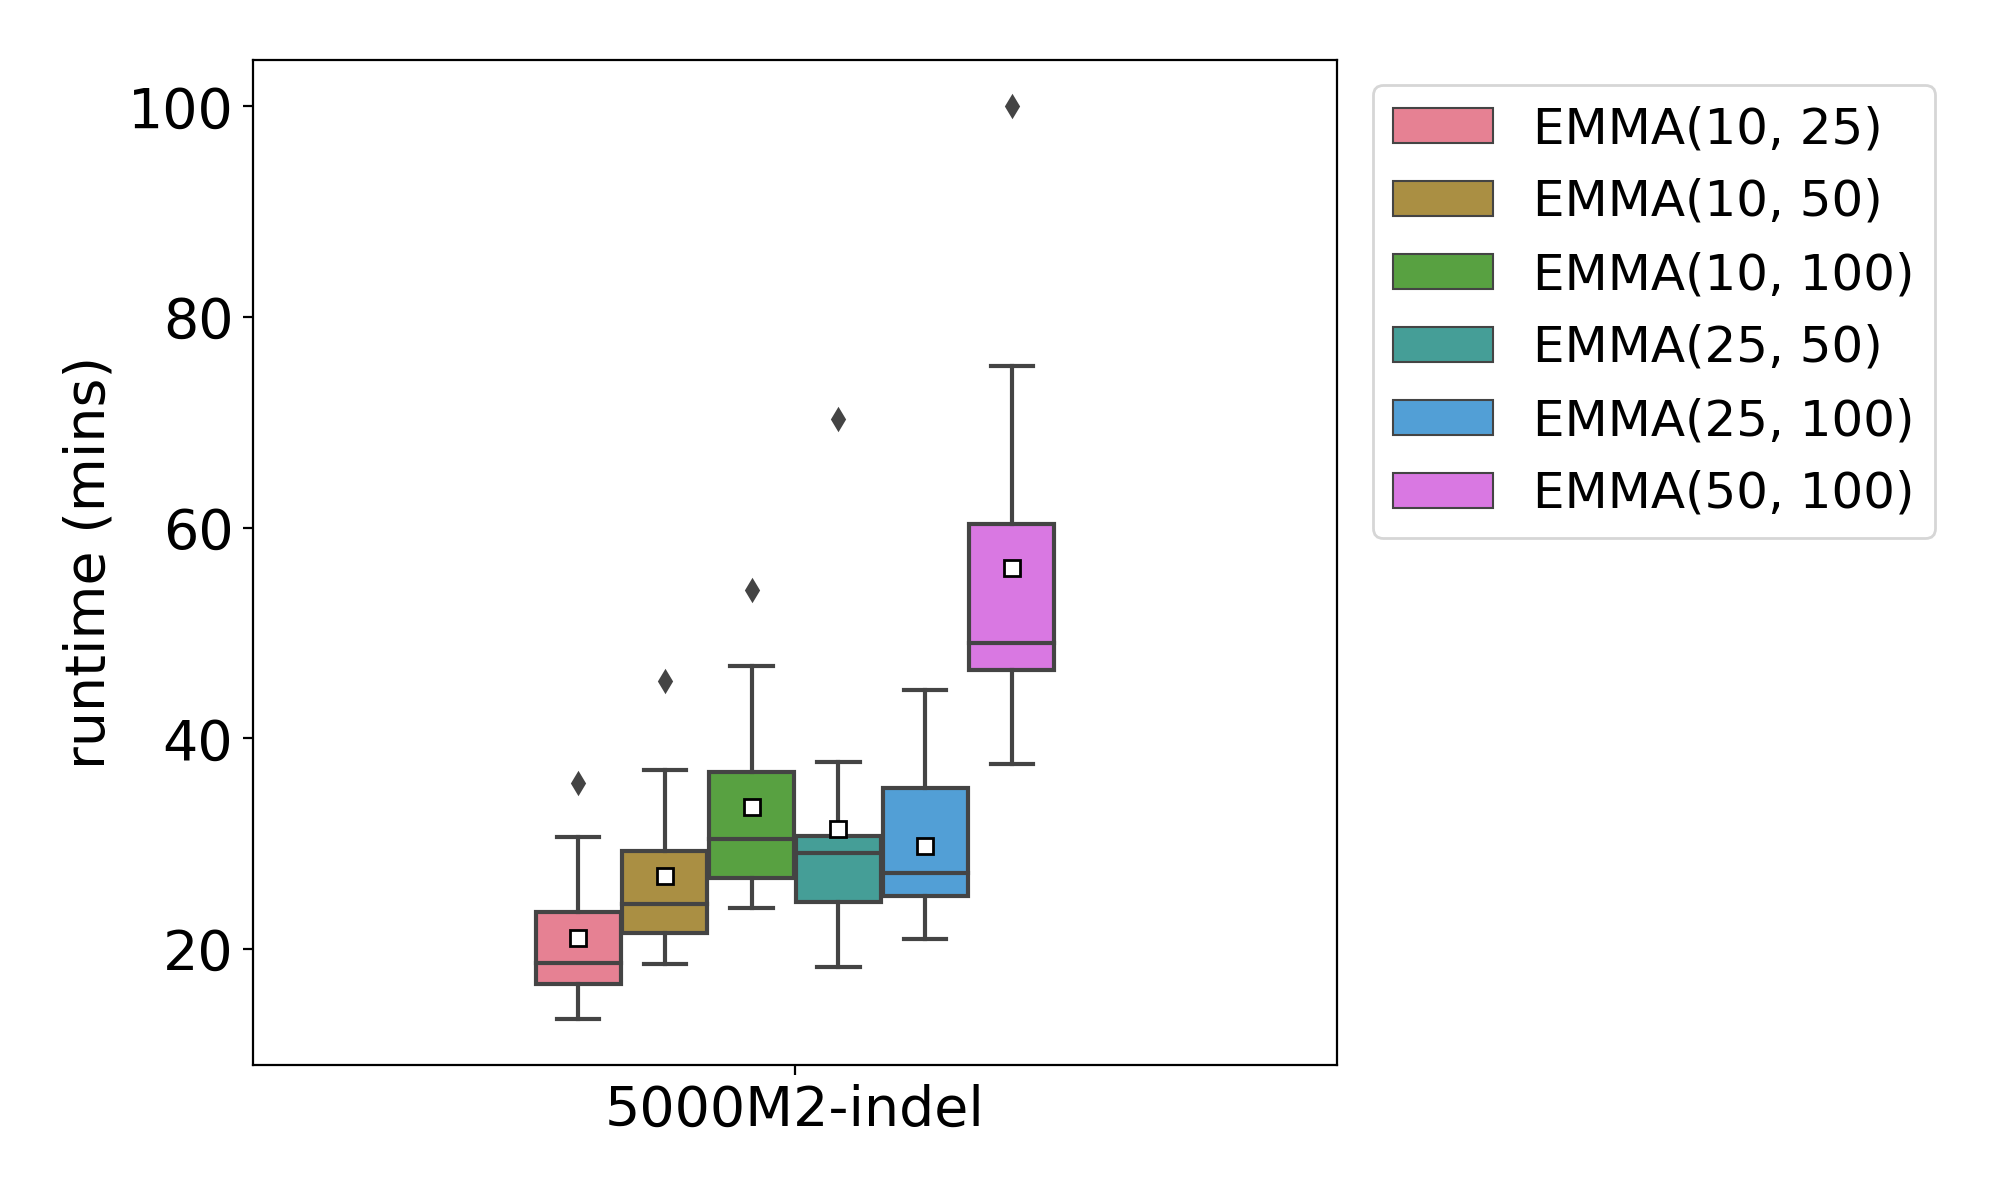 100
80
60
40
20
runtime (mins)
5000M2-indel
EMMA(10, 25)
EMMA(10, 50)
EMMA(10, 100)
EMMA(25, 50)
EMMA(25, 100)
EMMA(50, 100)